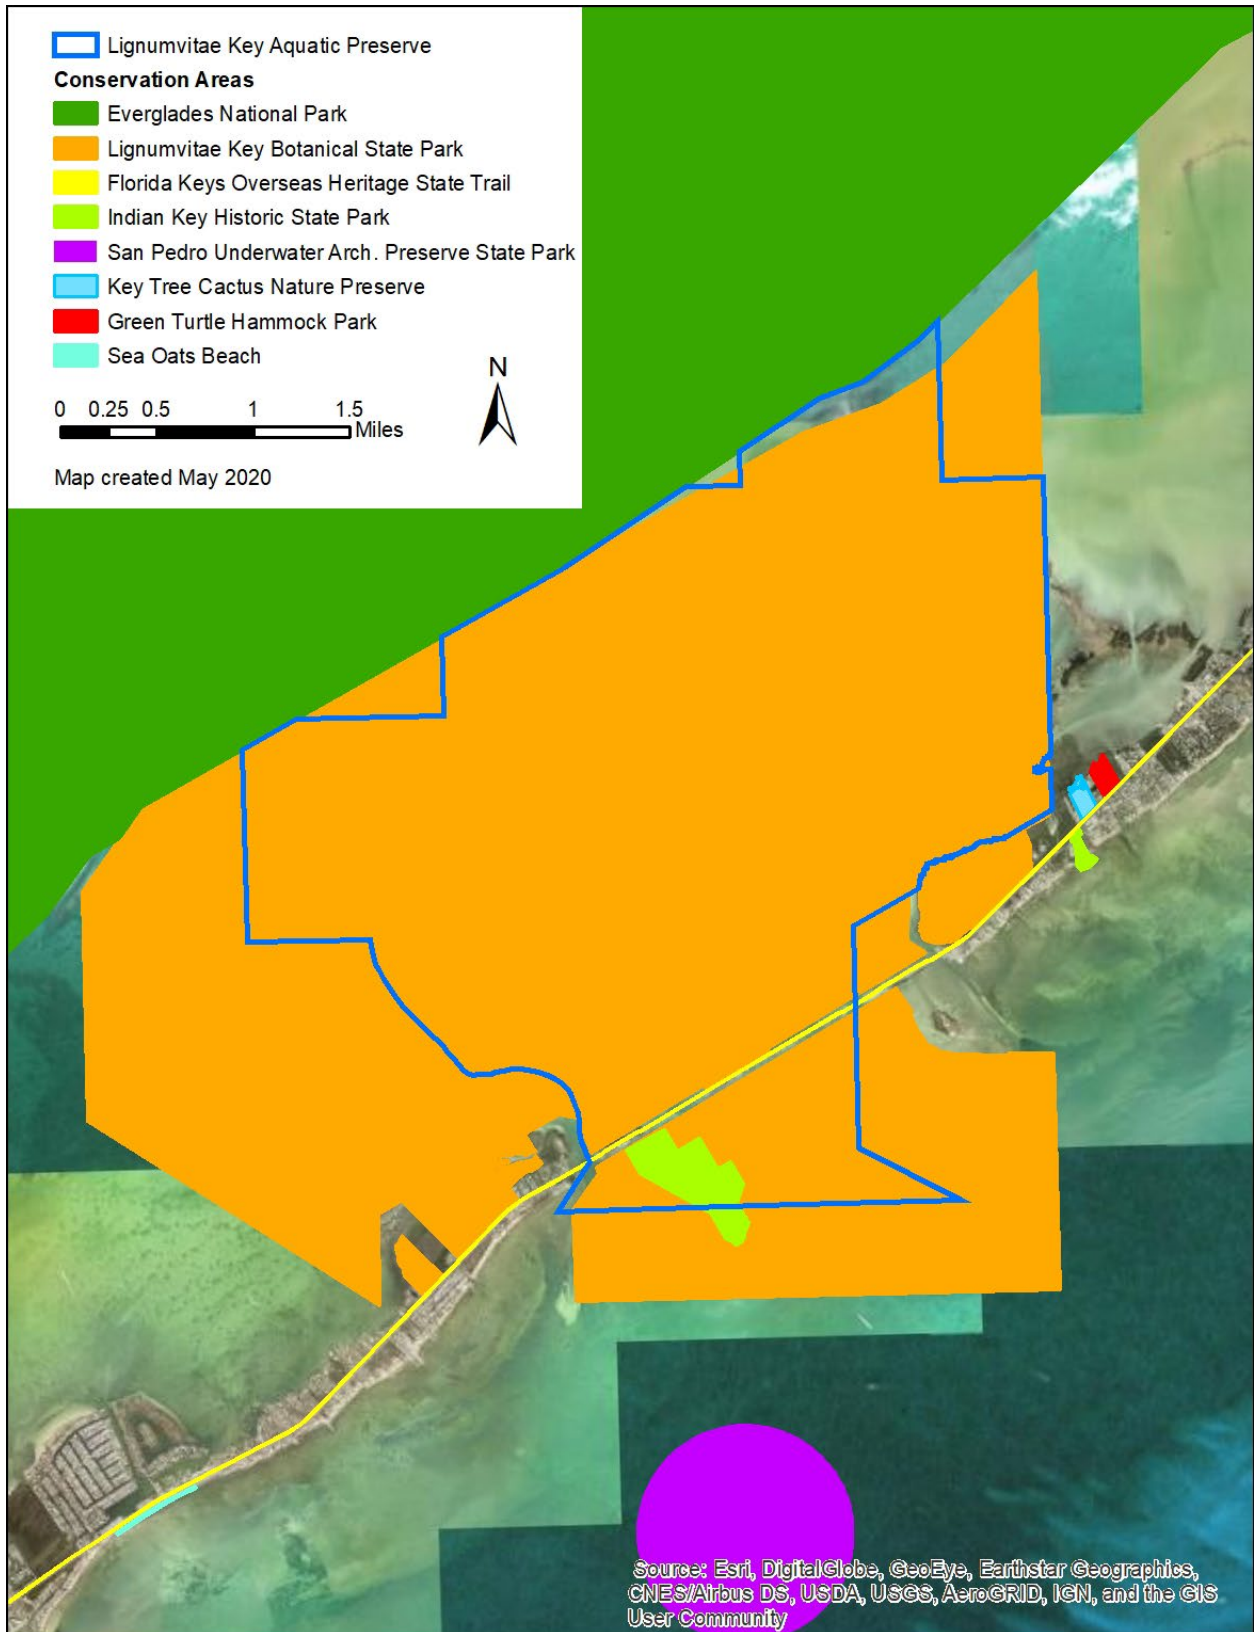 Lignumvitae Key Aquatic Preserve
Conservation Areas
Everglades National Park
Lignumvitae Key Botanical State Park
Florida Keys Overseas Heritage State Trail
Indian Key Historic State Park
San Pedro Underwater Arch. Preserve State Park
Key Tree Cactus Nature Preserve
Green Turtle Hammock Park
Sea Oats Beach
N
0 0.25 0.5 1 1.5
Miles
Map created May 2020
Source: Esri, DigitalGlobe, GeoEye, Earthstar Geographics,
CNES/Airbus DS, USDA, USGS, AeroGRID, IGN, and the GIS
User Community